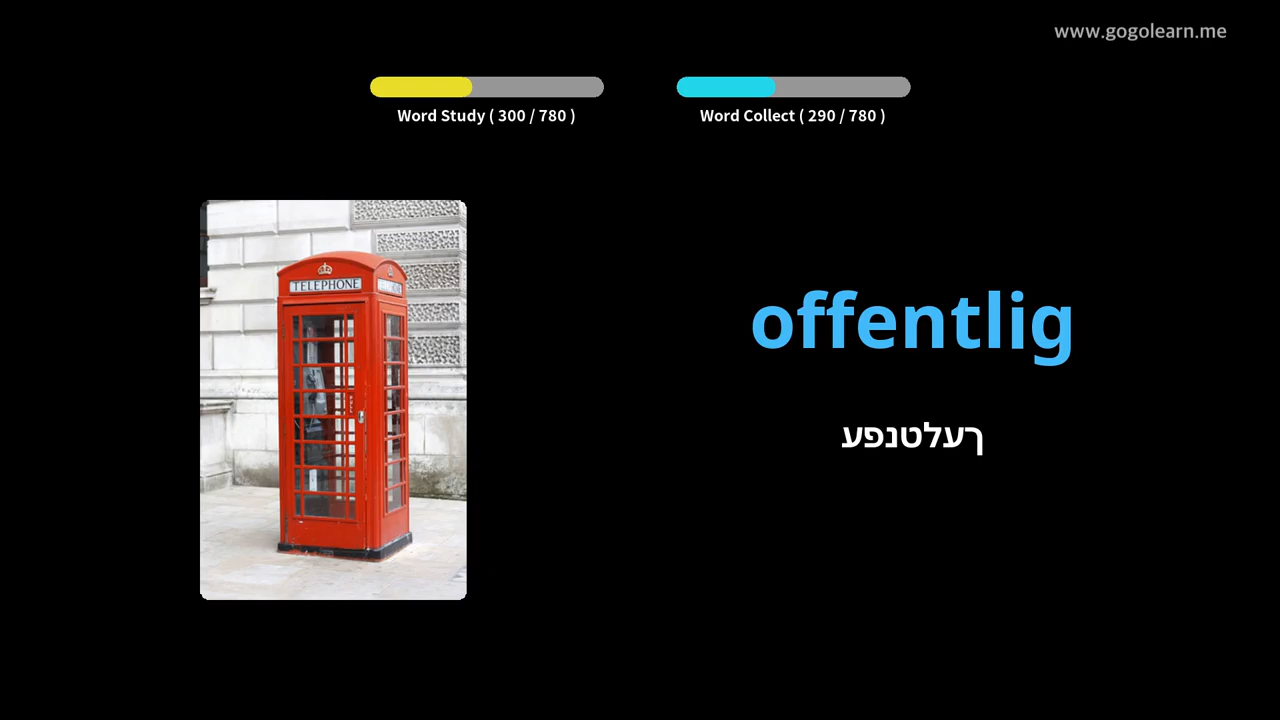 www.gogolearn.me
Word Study ( 300 / 780 )
Word Collect ( 290 / 780 )
TELEPHONE
offentlig
ךעלטנפע